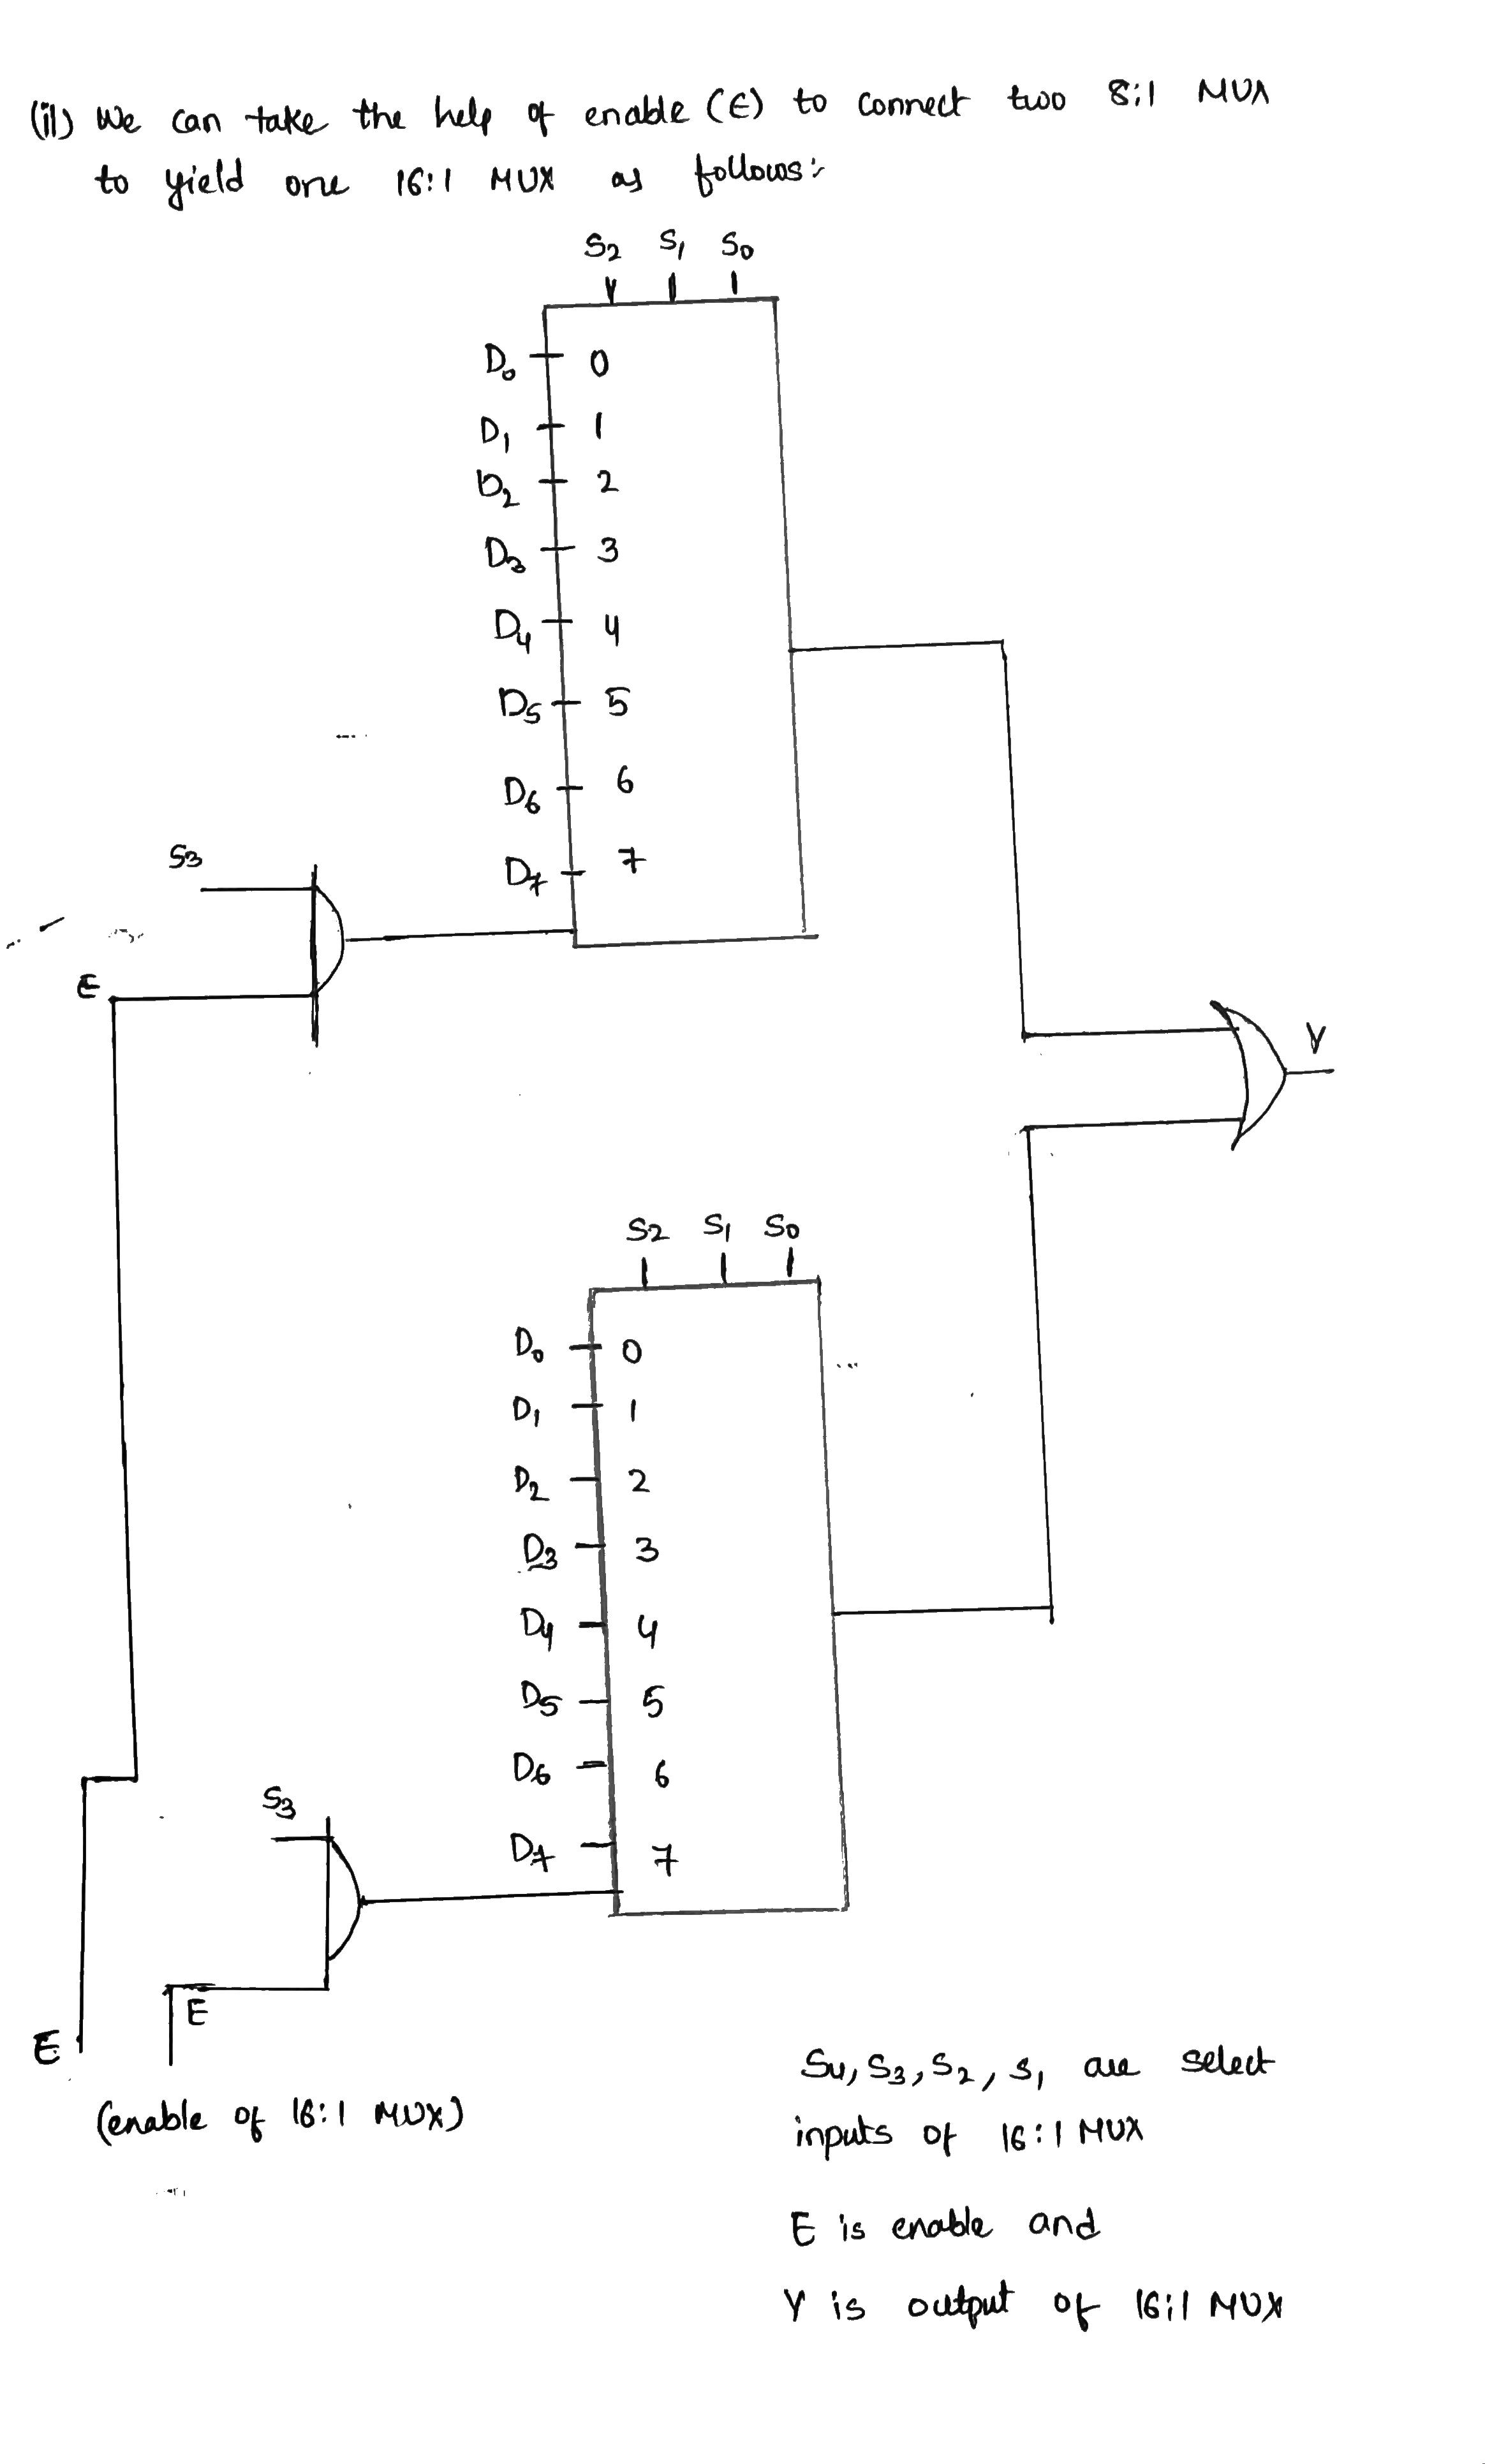 (ii) We can take the help of enable (E) to connect two 8:1 MUX
to yield one 16:1 MUX as follows:
S2 S1 S0
D0 0
D1 1
D2 2
D3 3
D4 4
D5 5
D6 6
D7 7
S3
E
Y
S2 S1 S0
D0 0
D1 1
D2 2
D3 3
D4 4
D5 5
D6 6
D7 7
S3
E
E
(enable of 16:1 MUX)
S4, S3, S2, S1 are select
inputs of 16:1 MUX
E is enable and
Y is output of 16:1 MUX